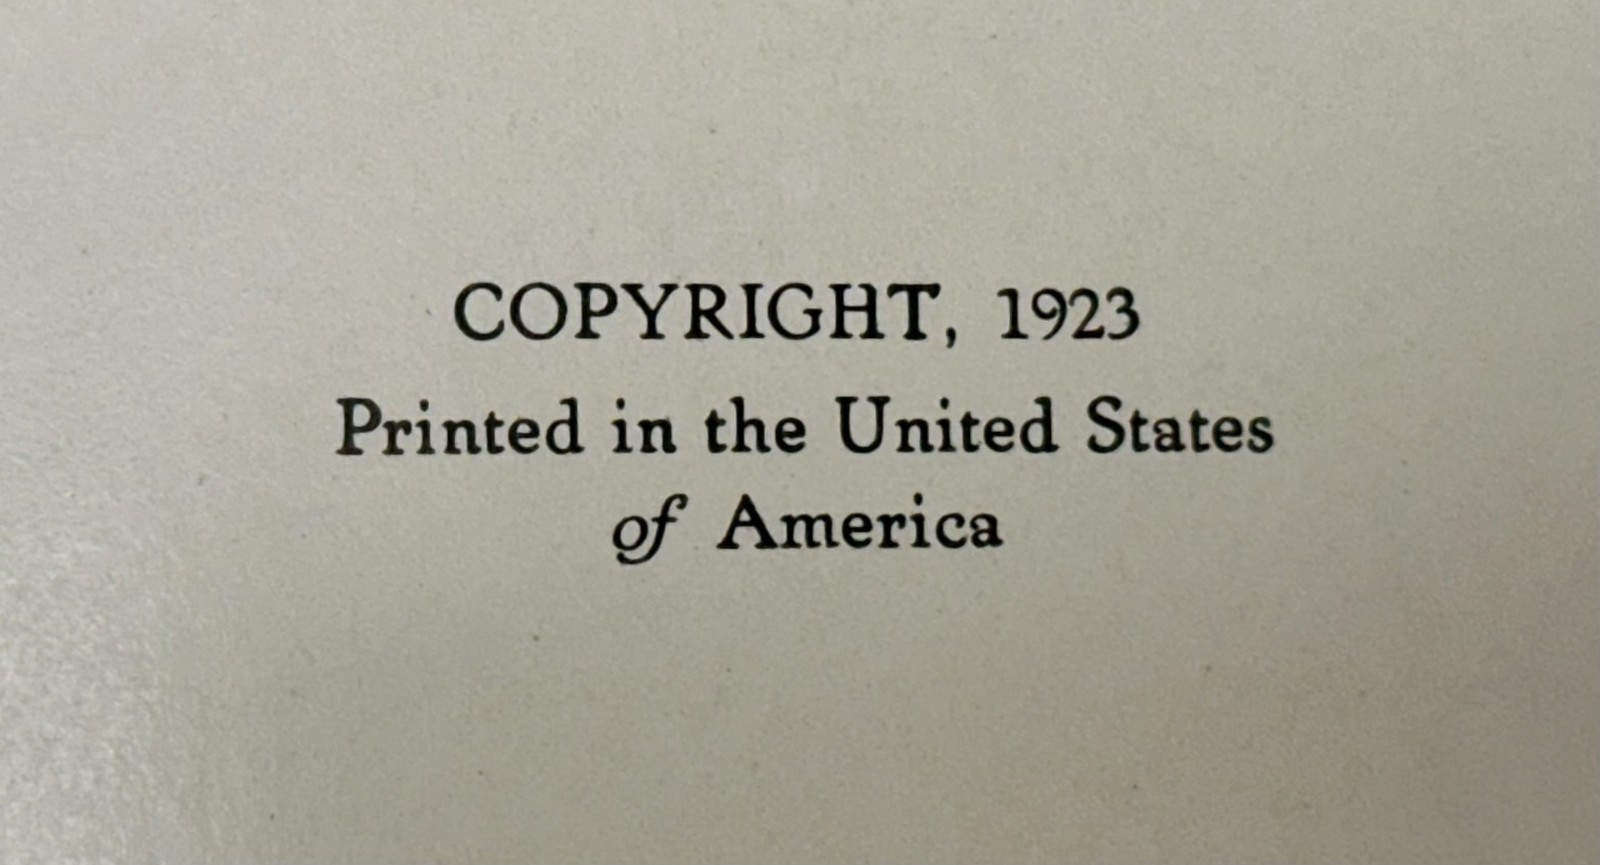 COPYRIGHT, 1923
Printed in the United States
of America